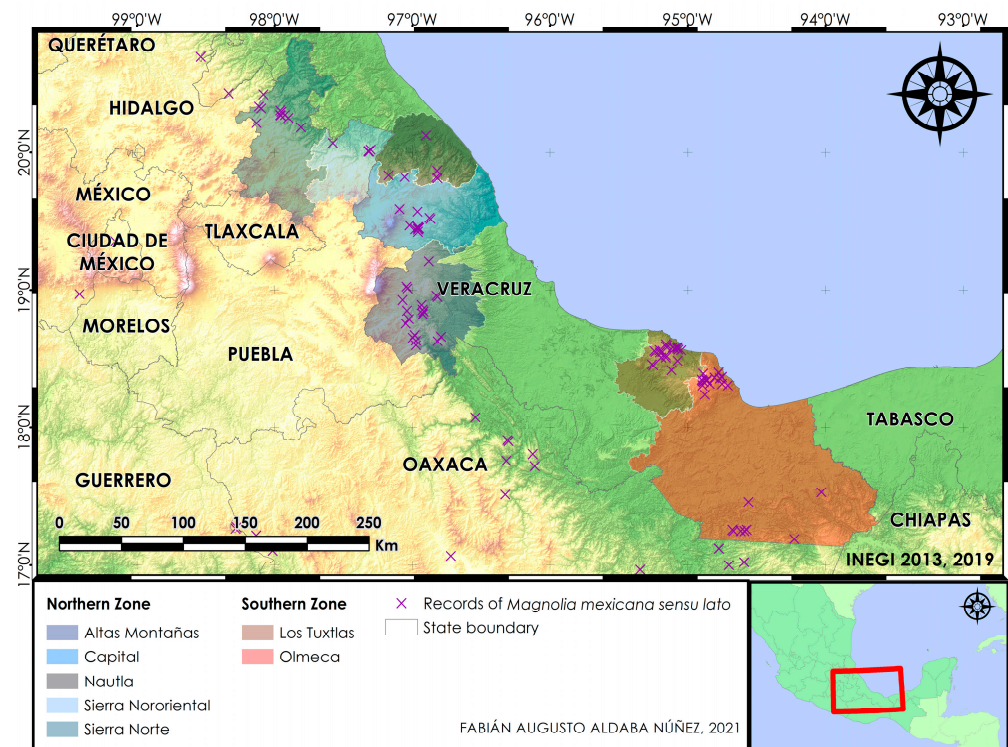 99,0°W 98,0°W 97,0°W 96,0°W 95,0°W 94,0°W 93,0°W
QUERÉTARO
HIDALGO
20,0°N
MÉXICO
TLAXCALA
CIUDAD DE
MÉXICO
19,0°N
VERACRUZ
MORELOS
PUEBLA
18,0°N
TABASCO
OAXACA
GUERRERO
0 50 100 150 200 250
Km
CHIAPAS
17,0°N
INEGI 2013, 2019
Northern Zone
Altas Montañas
Capital
Nautla
Sierra Nororiental
Sierra Norte
Southern Zone
Los Tuxtlas
Olmeca
Records of Magnolia mexicana sensu lato
State boundary
FABIÁN AUGUSTO ALDABA NÚÑEZ, 2021